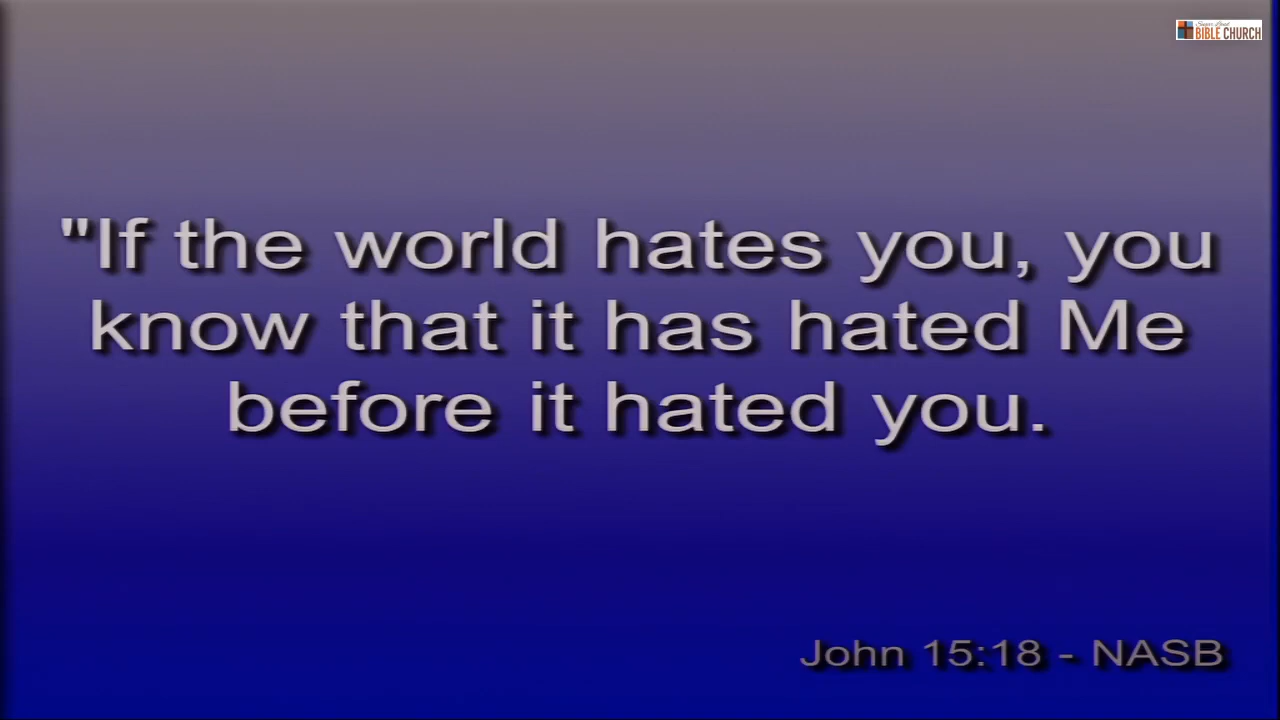 BIBLE CHURCH
"If the world hates you, you
know that it has hated Me
before it hated you.
John 15:18 - NASB